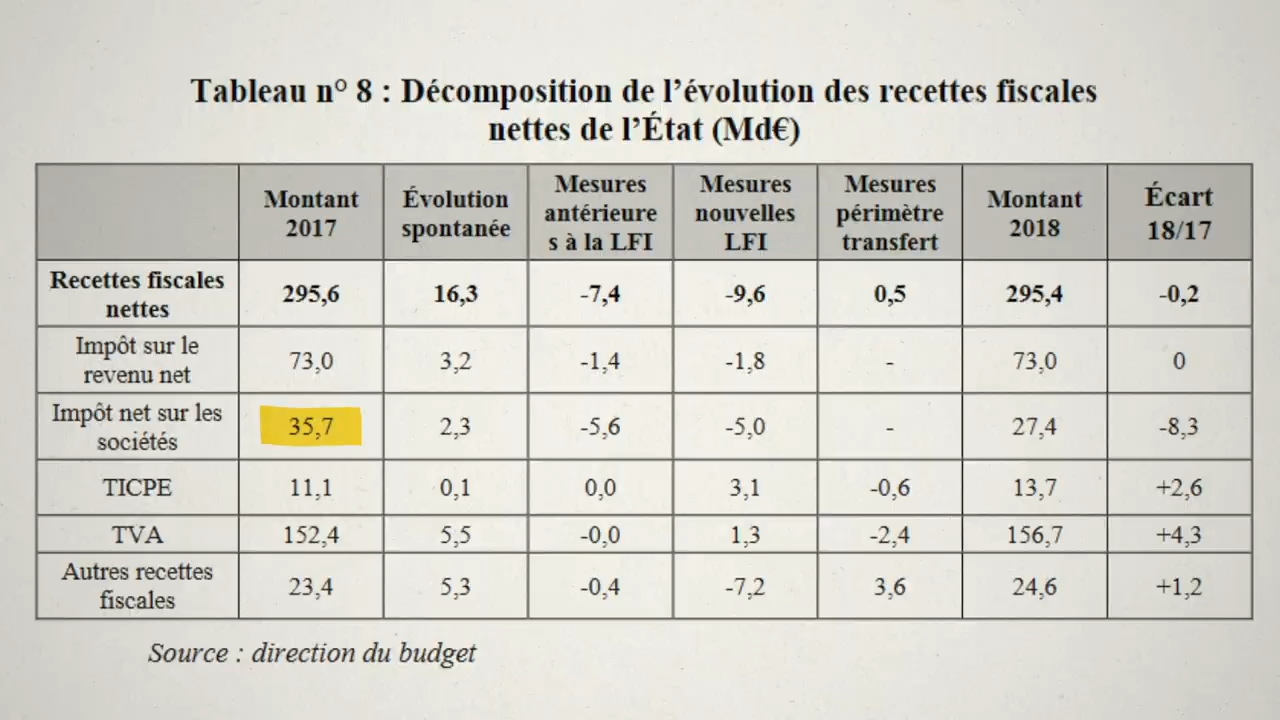 Tableau n° 8 : Décomposition de l’évolution des recettes fiscales
nettes de l’État (Md€)
Montant 2017 Évolution spontanée Mesures antérieure s à la LFI Mesures nouvelles LFI Mesures périmètre transfert Montant 2018 Écart 18/17
Recettes fiscales nettes 295,6 16,3 -7,4 -9,6 0,5 295,4 -0,2
Impôt sur le revenu net 73,0 3,2 -1,4 -1,8 - 73,0 0
Impôt net sur les sociétés 35,7 2,3 -5,6 -5,0 - 27,4 -8,3
TICPE 11,1 0,1 0,0 3,1 -0,6 13,7 +2,6
TVA 152,4 5,5 -0,0 1,3 -2,4 156,7 +4,3
Autres recettes fiscales 23,4 5,3 -0,4 -7,2 3,6 24,6 +1,2
Source : direction du budget